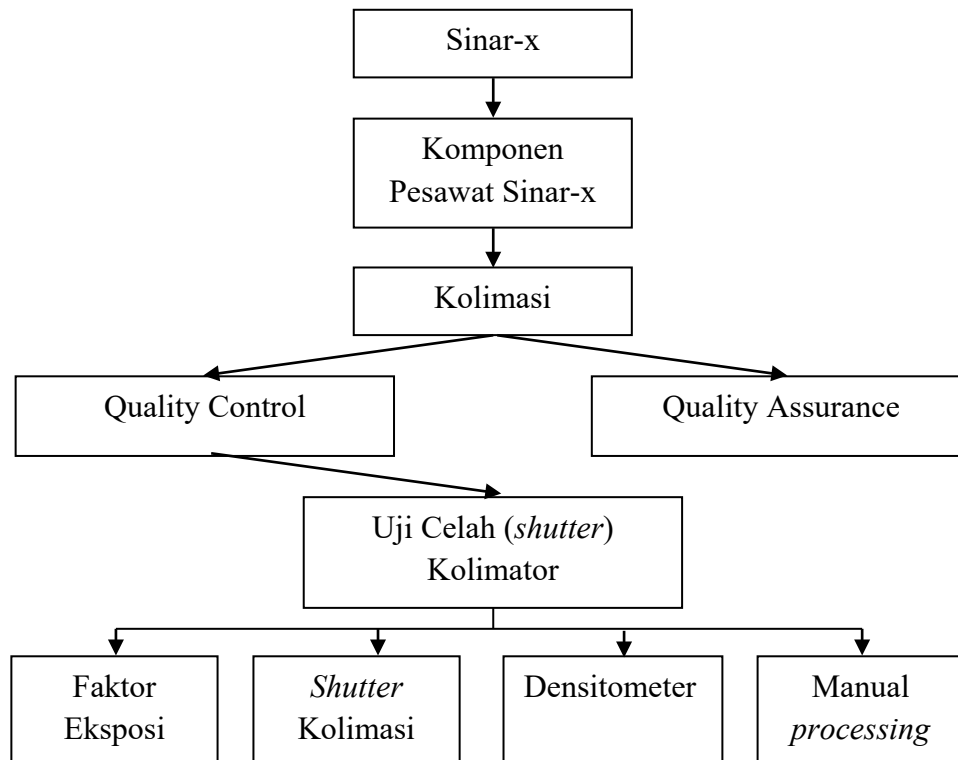 Sinar-x
Komponen
Pesawat Sinar-x
Kolimasi
Quality Control
Quality Assurance
Uji Celah (shutter)
Kolimator
Faktor
Eksposi
Shutter
Kolimasi
Densitometer
Manual
processing